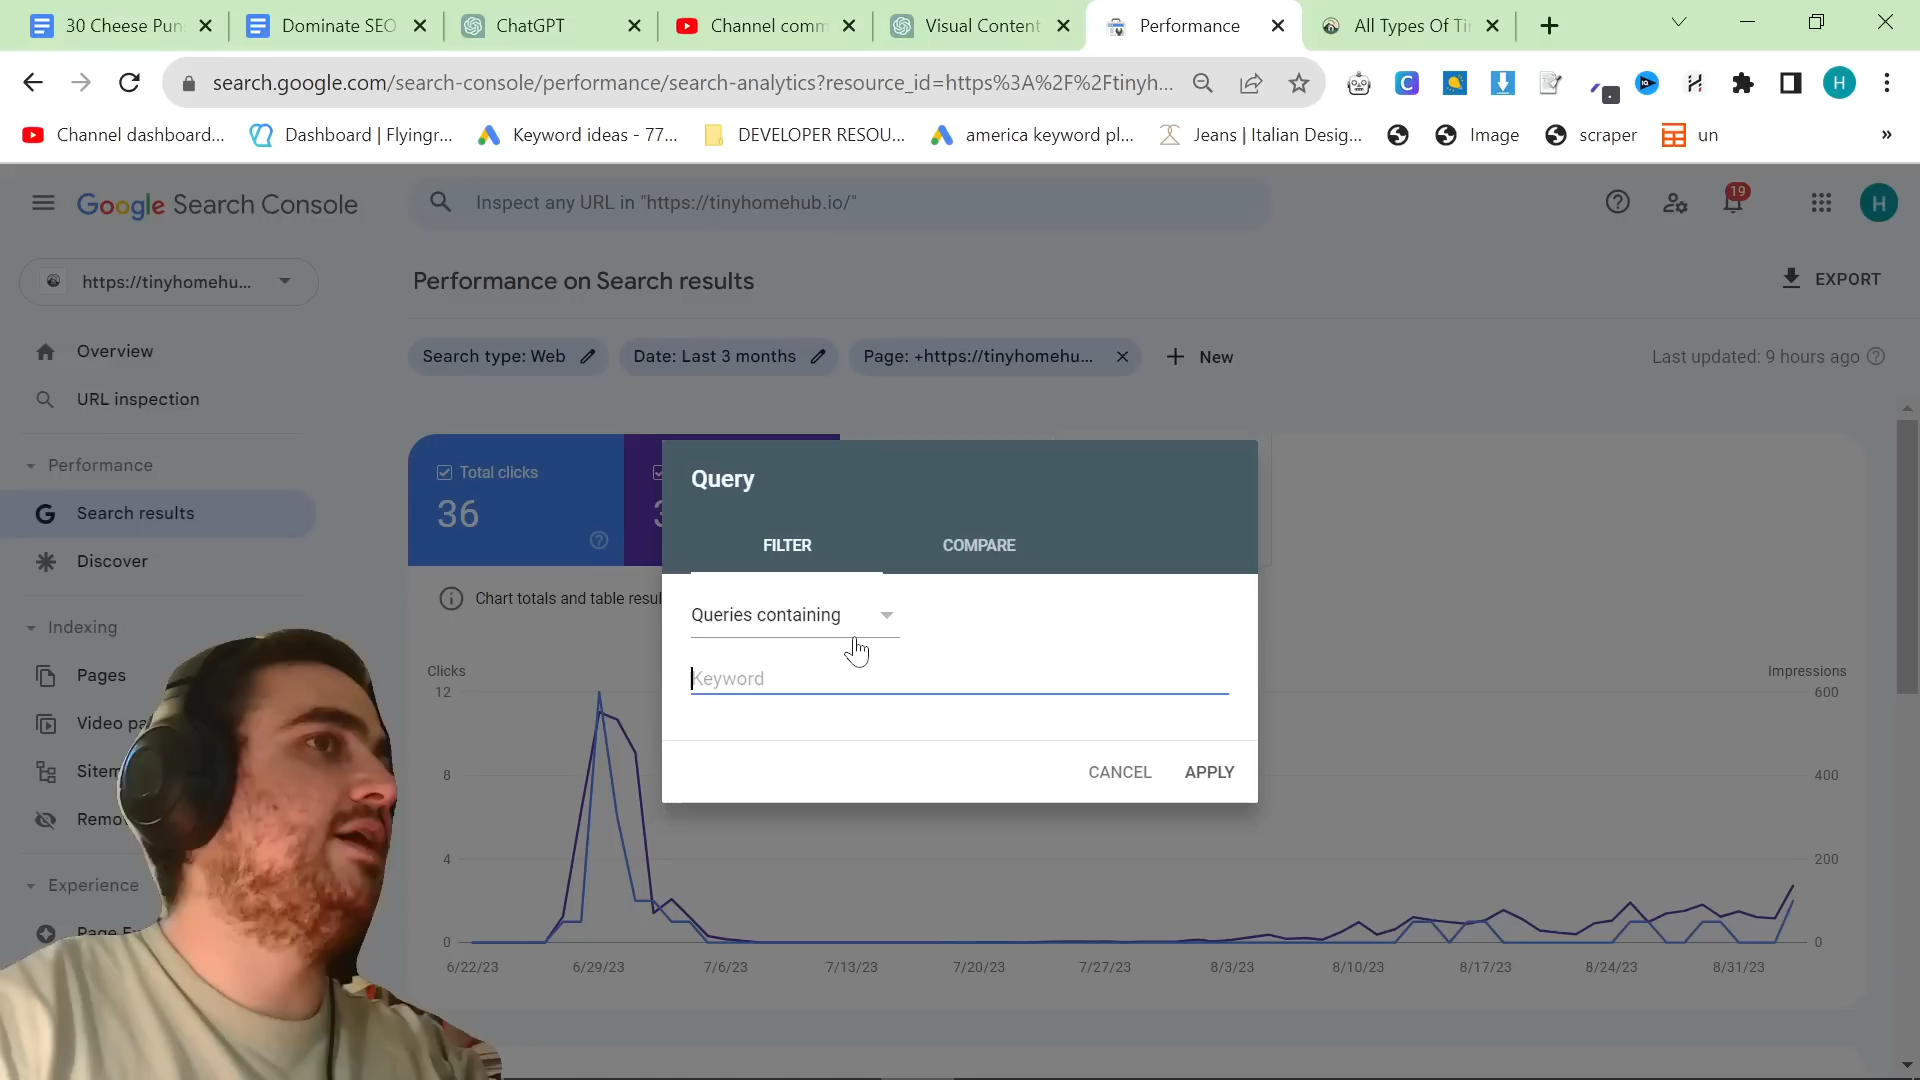 30 Cheese Pun
Dominate SEO
ChatGPT
Channel comm
Visual Content
Performance
All Types Of Ti
search.google.com/search-console/performance/search-analytics?resource_id=https%3A%2F%2Ftinyh...
Channel dashboard...
Dashboard | Flyingr...
Keyword ideas - 77...
DEVELOPER RESOU...
america keyword pl...
Jeans | Italian Desig...
Image
scraper
un
»
Google Search Console
Inspect any URL in "https://tinyhomehub.io/"
19
H
H
https://tinyhomehu...
Performance on Search results
EXPORT
Overview
URL inspection
Search type: Web
Date: Last 3 months
Page: +https://tinyhomehu...
New
Last updated: 9 hours ago
Performance
Search results
Discover
Indexing
Pages
Video pa
Sitem
Remo
Experience
Page Ex
Total clicks
36
3
Chart totals and table resul
Query
FILTER
COMPARE
Queries containing
Keyword
CANCEL
APPLY
Clicks
Impressions
12
600
8
400
4
200
0
0
6/22/23
6/29/23
7/6/23
7/13/23
7/20/23
7/27/23
8/3/23
8/10/23
8/17/23
8/24/23
8/31/23